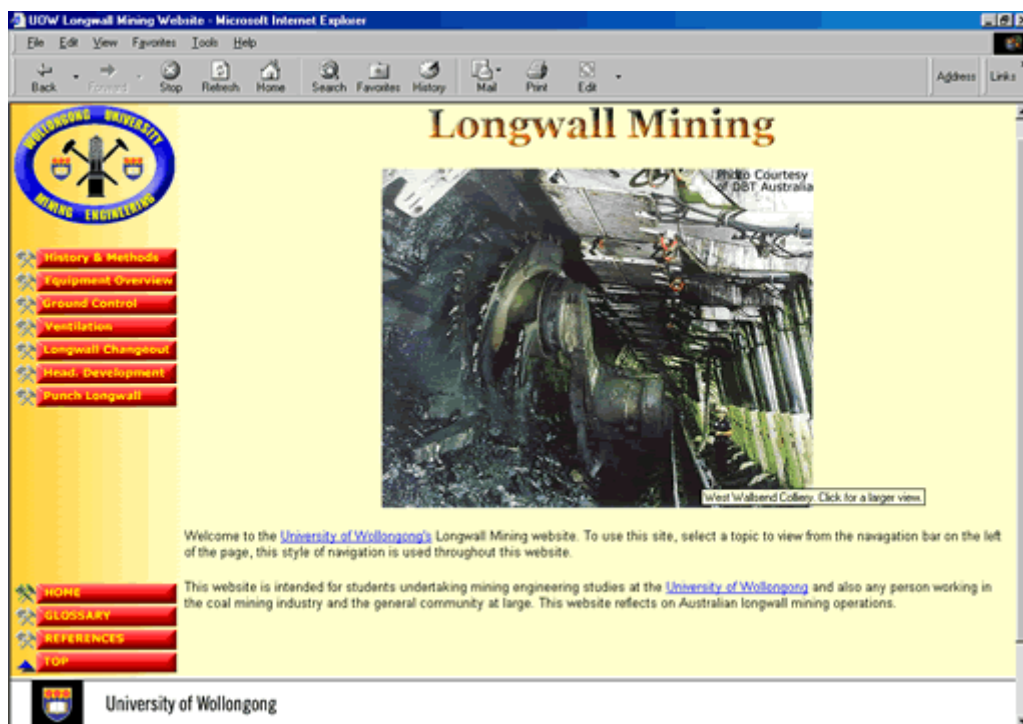 UOW Longwall Mining Website - Microsoft Internet Explorer
File Edit View Favorites Tools Help
Back Forward Stop Refresh Home Search Favorites History Mail Print Edit Address Links
WOLLONGONG UNIVERSITY
MINING ENGINEERING
Longwall Mining
Photo Courtesy
of DBT Australia
History & Methods
Equipment Overview
Ground Control
Ventilation
Longwall Changeout
Head. Development
Punch Longwall
West Wallsend Colliery. Click for a larger view.
Welcome to the University of Wollongong's Longwall Mining website. To use this site, select a topic to view from the navagation bar on the left
of the page, this style of navigation is used throughout this website.
This website is intended for students undertaking mining engineering studies at the University of Wollongong and also any person working in
the coal mining industry and the general community at large. This website reflects on Australian longwall mining operations.
HOME
GLOSSARY
REFERENCES
TOP
University of Wollongong